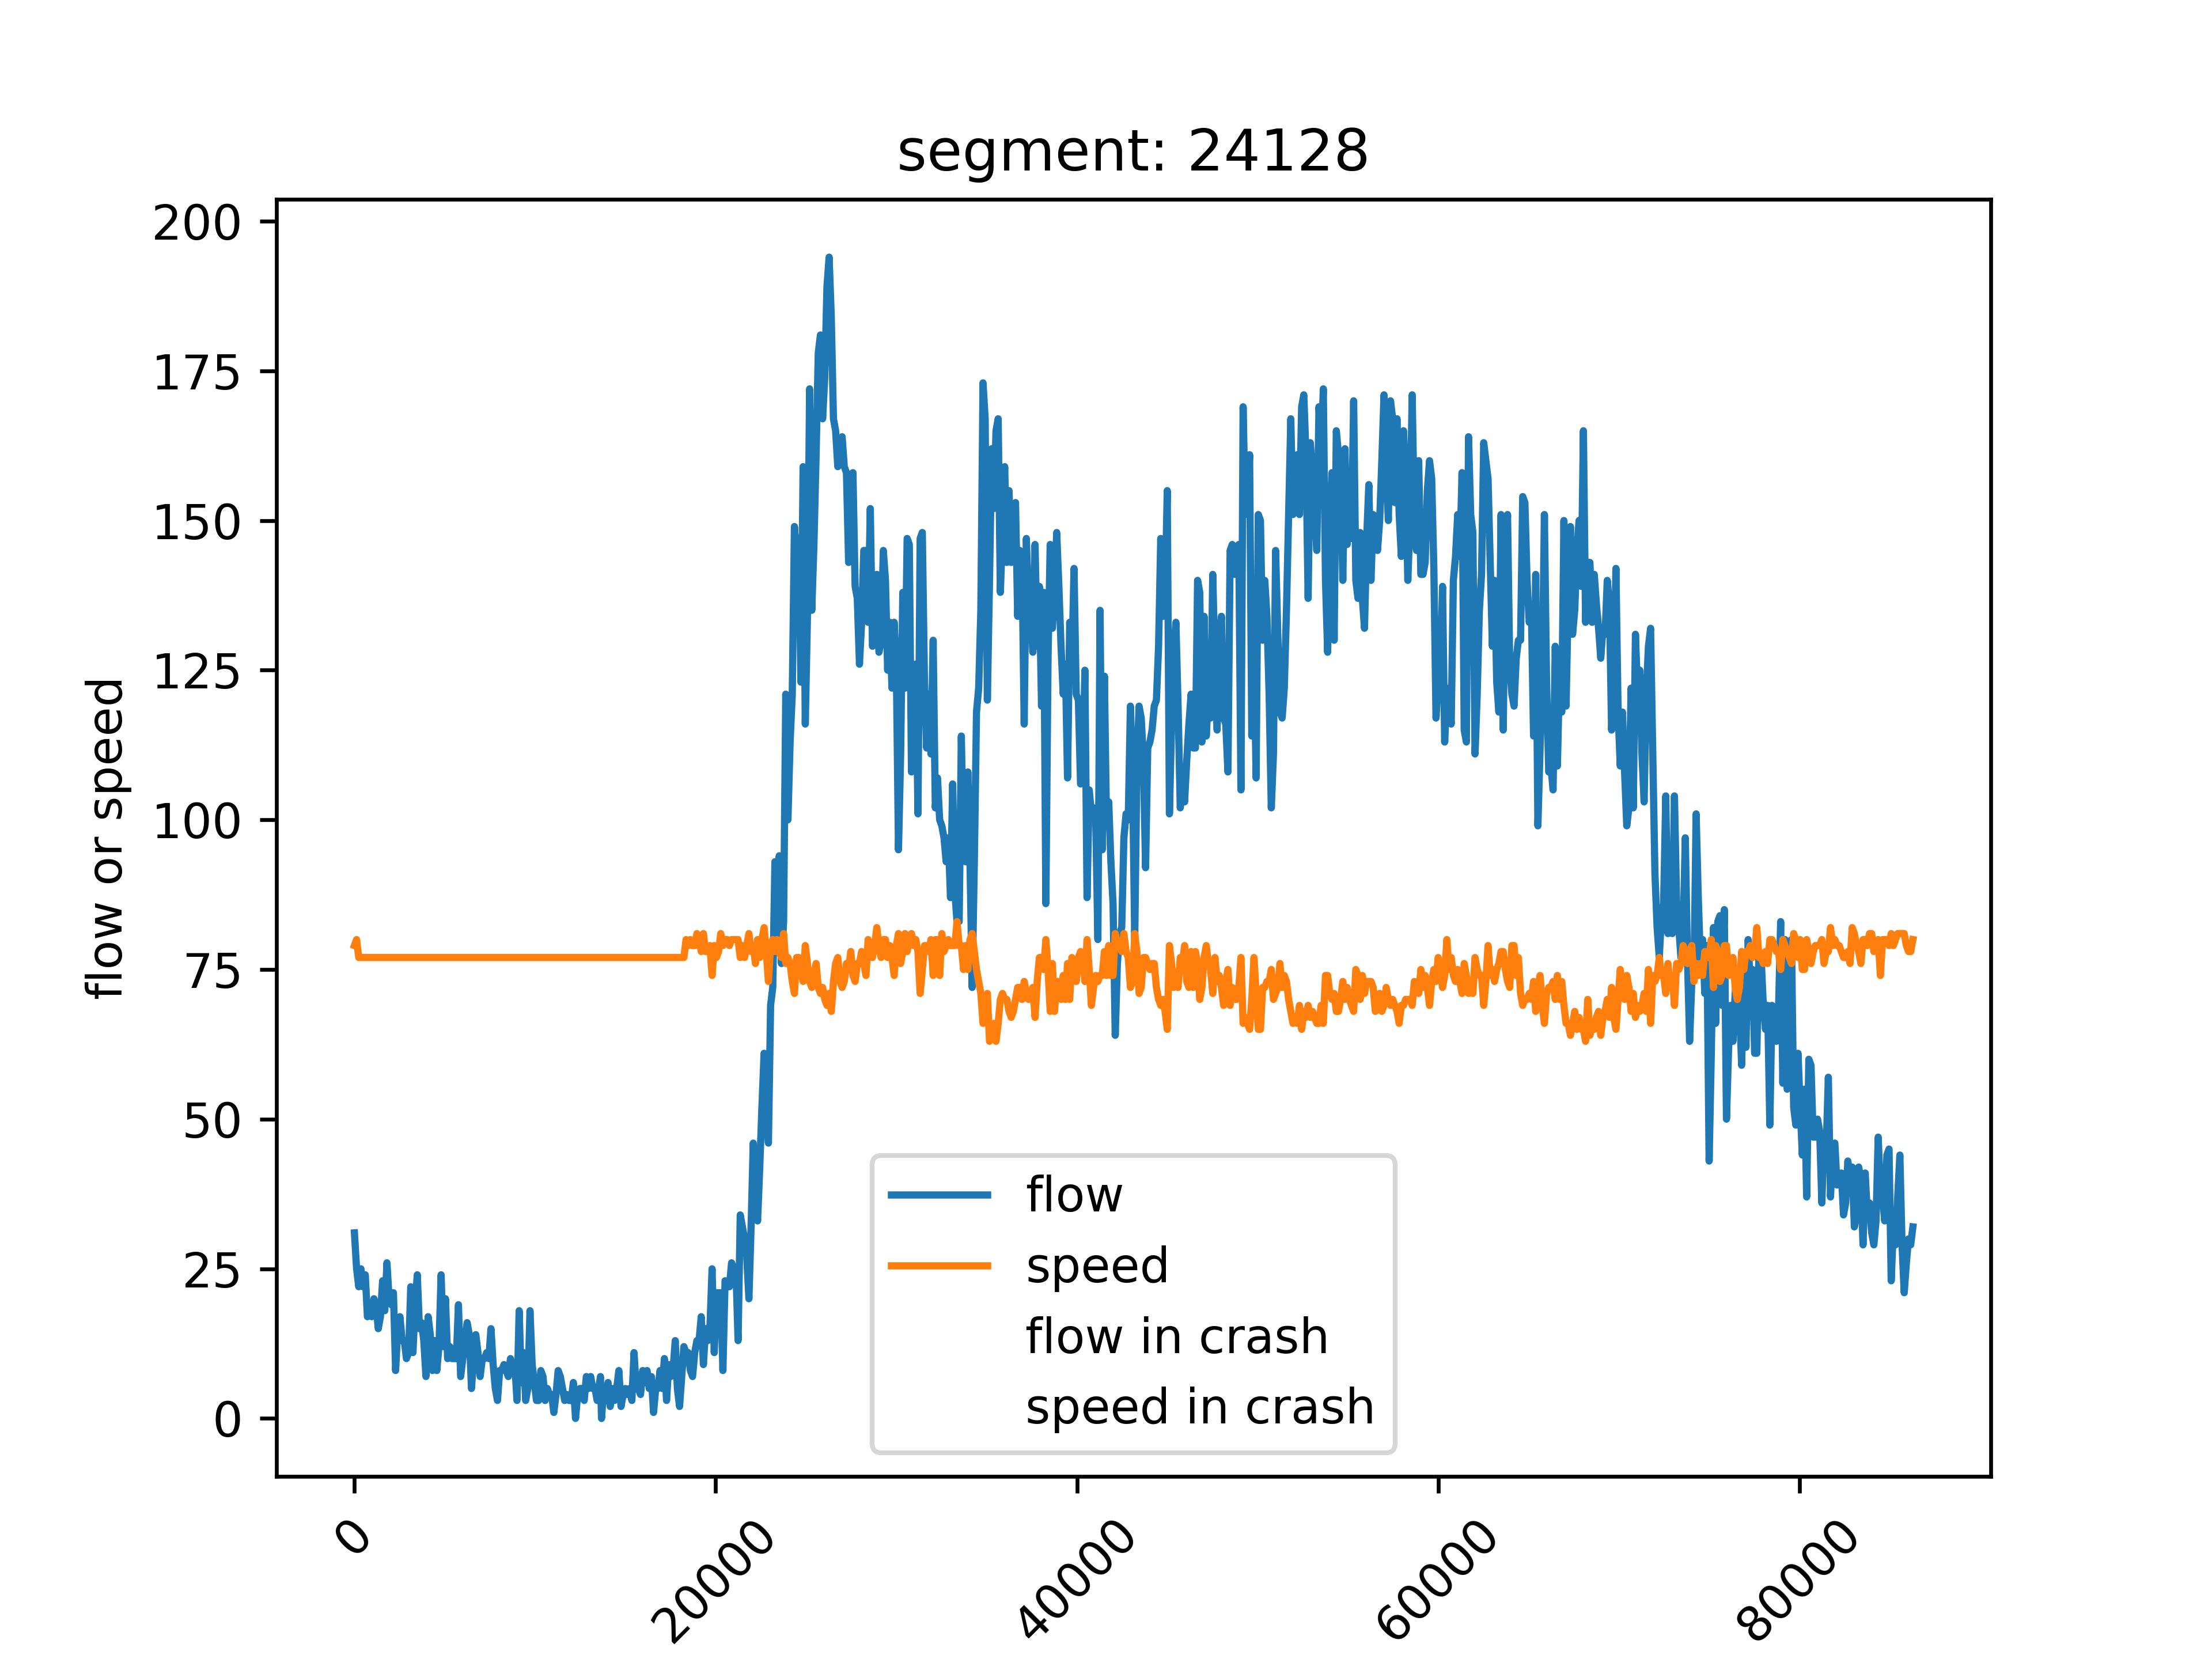 segment: 24128
200
175
150
125
100
75
50
25
0
flow or speed
flow
speed
flow in crash
speed in crash
0
20000
40000
60000
80000